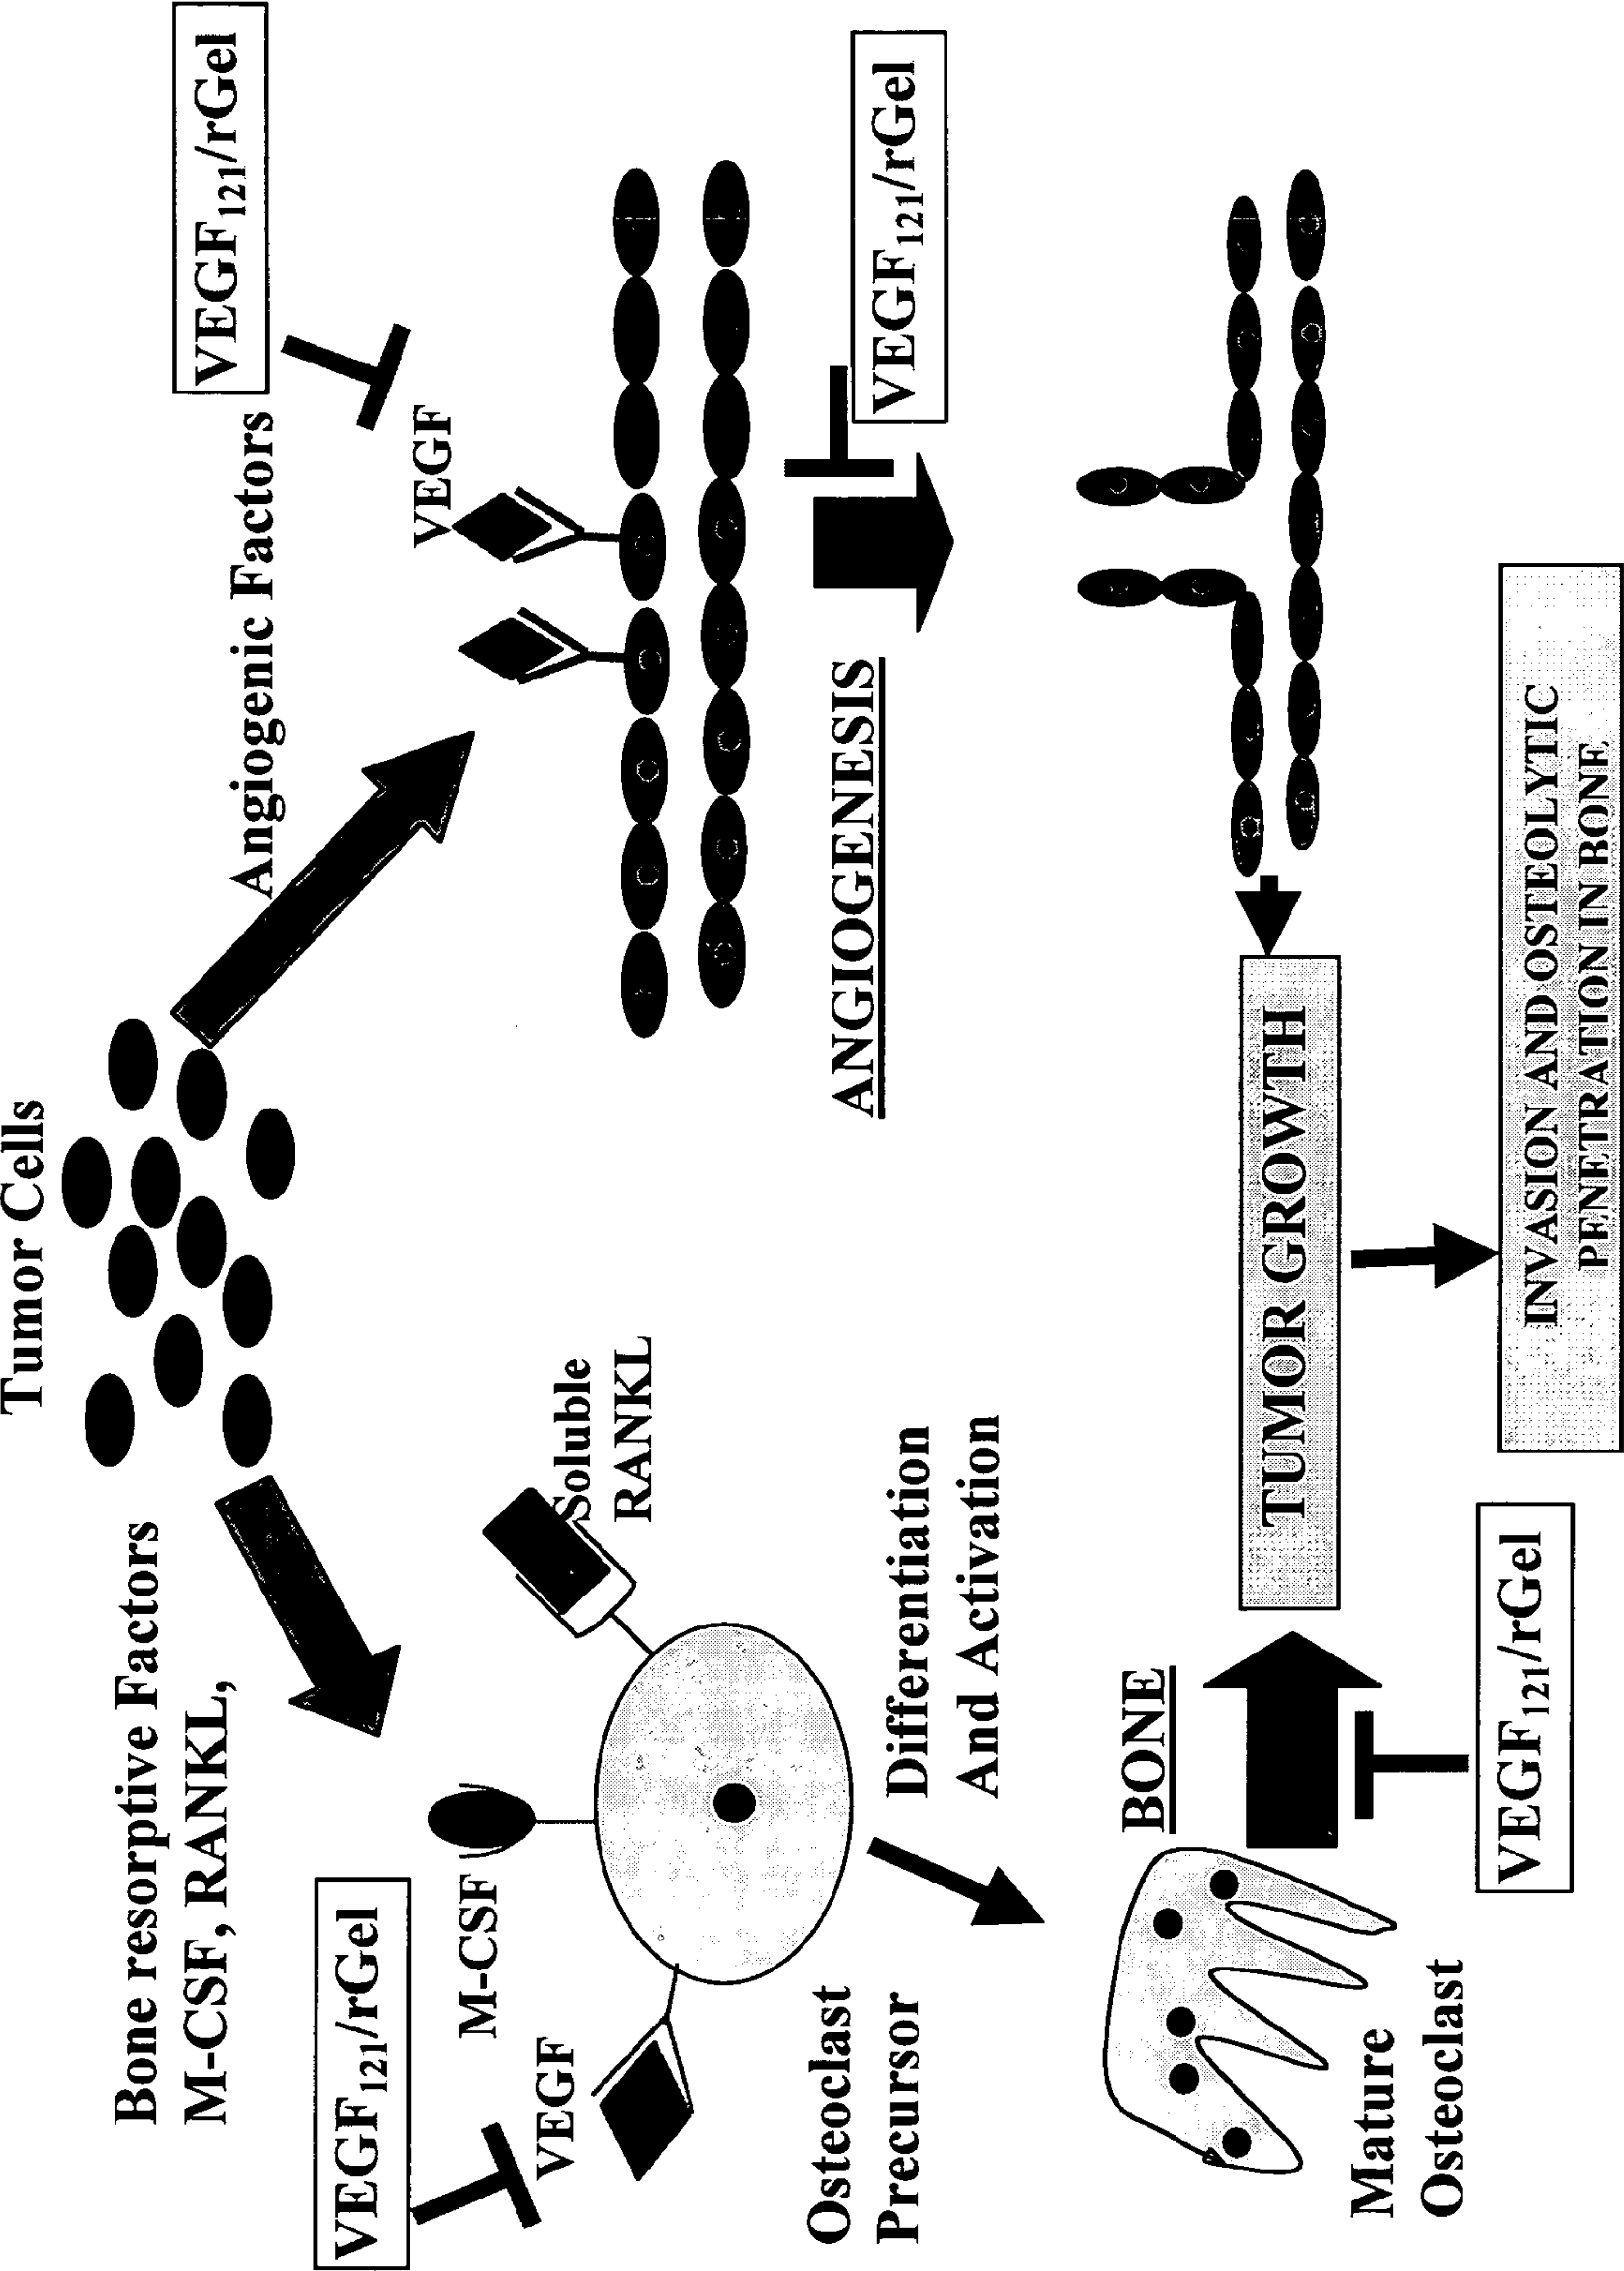 Tumor Cells
Bone resorptive Factors
M-CSF, RANKL,
Angiogenic Factors
VEGF121/rGel
VEGF121/rGel
M-CSF
VEGF
Soluble
RANKL
VEGF
Osteoclast
Precursor
Differentiation
And Activation
ANGIOGENESIS
VEGF121/rGel
BONE
Mature
Osteoclast
TUMOR GROWTH
VEGF121/rGel
INVASION AND OSTEOLYTIC
PENETRATION IN BONE